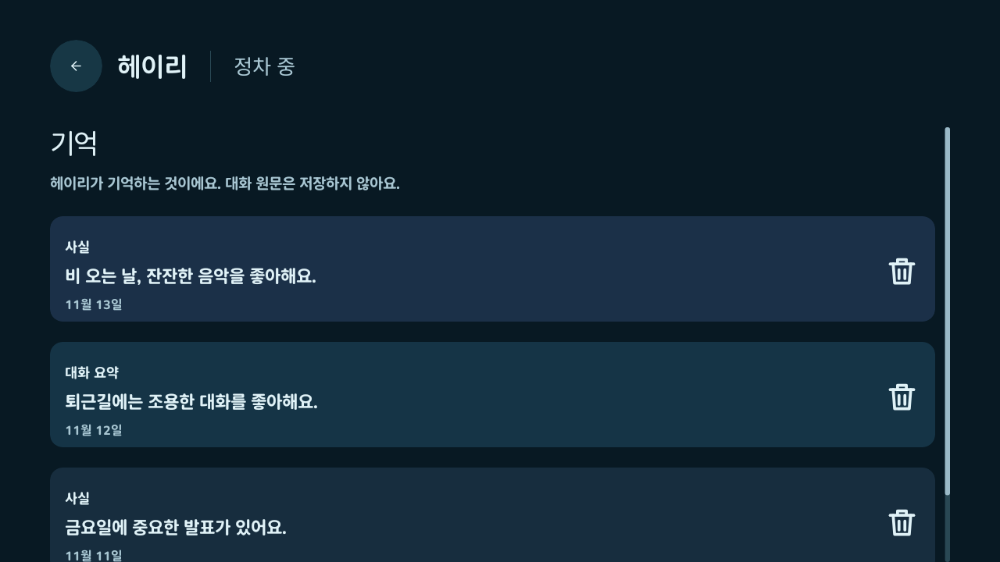 헤이리
정차 중
기억
헤이리가 기억하는 것이에요. 대화 원문은 저장하지 않아요.
사실
비 오는 날, 잔잔한 음악을 좋아해요.
11월 13일
대화 요약
퇴근길에는 조용한 대화를 좋아해요.
11월 12일
사실
금요일에 중요한 발표가 있어요.
11월 11일